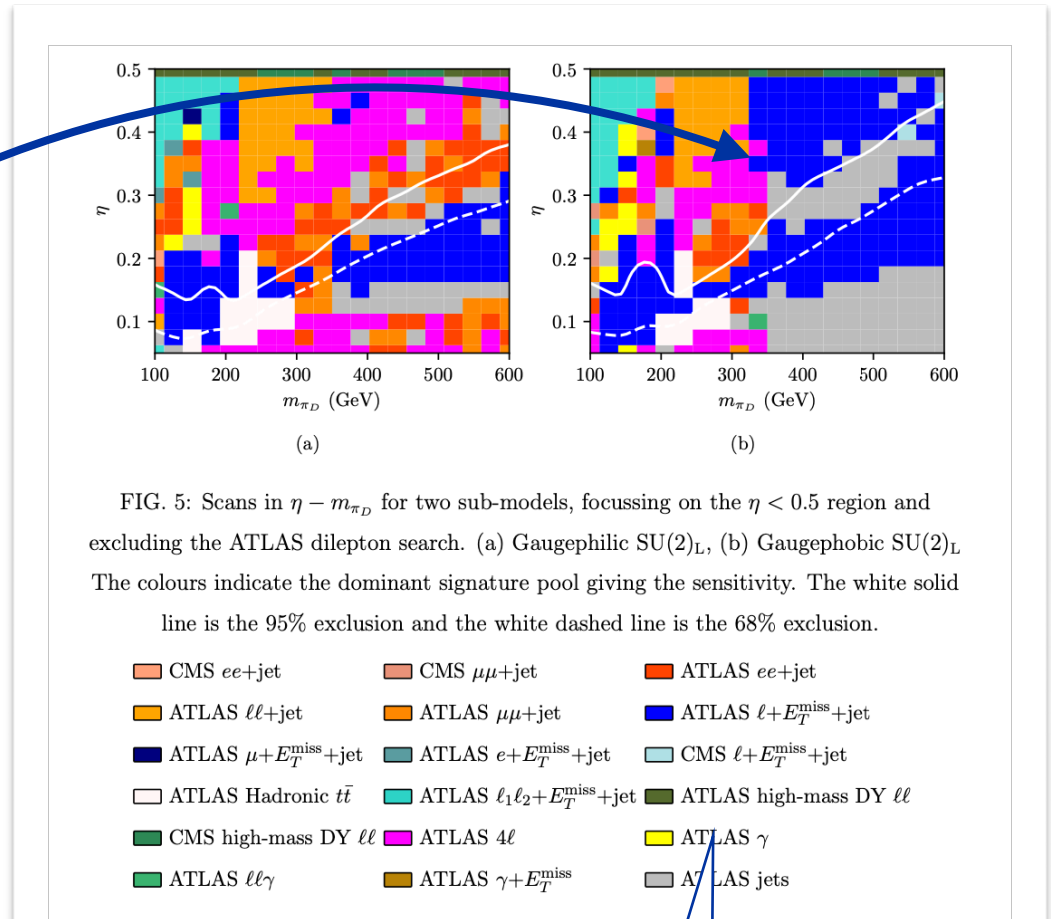 0.5 0.5
0.4 0.4
0.3 0.3
η η
0.2 0.2
0.1 0.1
100 200 300 400 500 600 100 200 300 400 500 600
m_{π_D} (GeV) m_{π_D} (GeV)
(a) (b)
FIG. 5: Scans in η − m_{π_D} for two sub-models, focussing on the η < 0.5 region and
excluding the ATLAS dilepton search. (a) Gaugephilic SU(2)_L, (b) Gaugephobic SU(2)_L
The colours indicate the dominant signature pool giving the sensitivity. The white solid
line is the 95% exclusion and the white dashed line is the 68% exclusion.
CMS ee+jet CMS μμ+jet ATLAS ee+jet
ATLAS ℓℓ+jet ATLAS μμ+jet ATLAS ℓ+E_T^{miss}+jet
ATLAS μ+E_T^{miss}+jet ATLAS e+E_T^{miss}+jet CMS ℓ+E_T^{miss}+jet
ATLAS Hadronic tt̄ ATLAS ℓ₁ℓ₂+E_T^{miss}+jet ATLAS high-mass DY ℓℓ
CMS high-mass DY ℓℓ ATLAS 4ℓ ATLAS γ
ATLAS ℓℓγ ATLAS γ+E_T^{miss} ATLAS jets